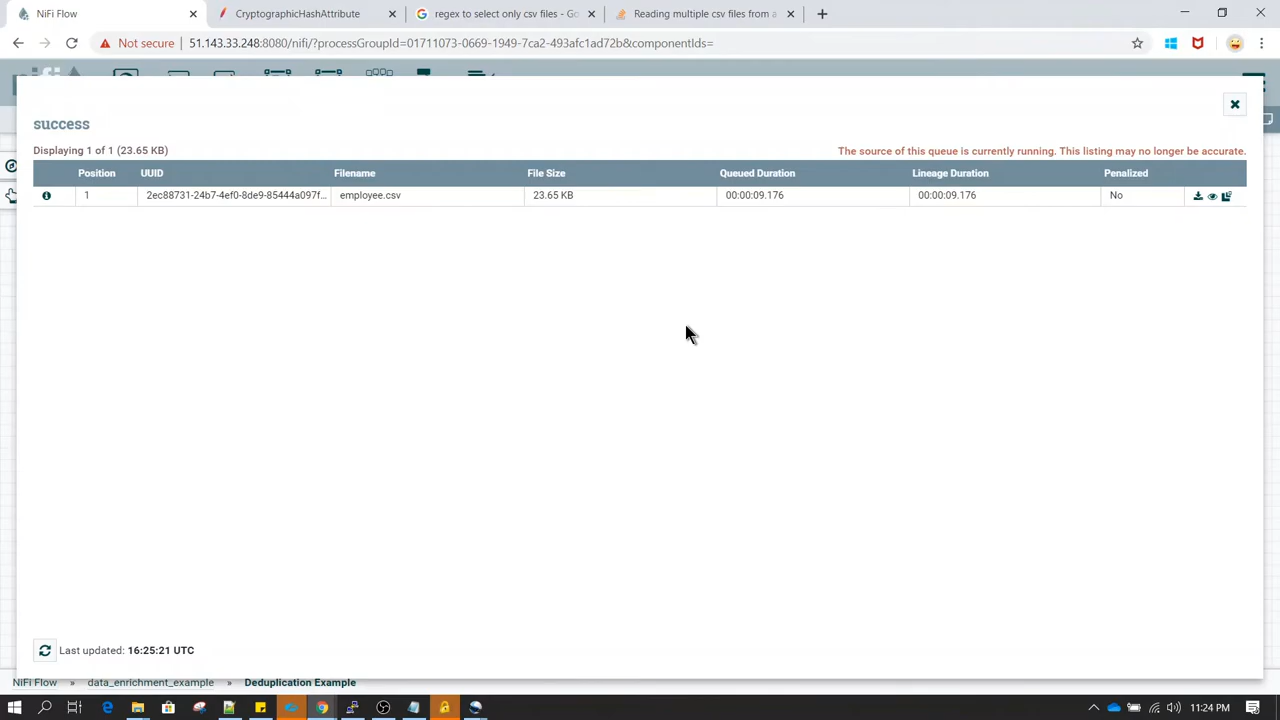 NiFi Flow
CryptographicHashAttribute
regex to select only csv files - Go
Reading multiple csv files from a
Not secure
51.143.33.248:8080/nifi/?processGroupId=01711073-0669-1949-7ca2-493afc1ad72b&componentIds=
success
Displaying 1 of 1 (23.65 KB)
The source of this queue is currently running. This listing may no longer be accurate.
Position UUID Filename File Size Queued Duration Lineage Duration Penalized
1 2ec88731-24b7-4ef0-8de9-85444a097f... employee.csv 23.65 KB 00:00:09.176 00:00:09.176 No
Last updated: 16:25:21 UTC
NiFi Flow » data_enrichment_example » Deduplication Example
11:24 PM